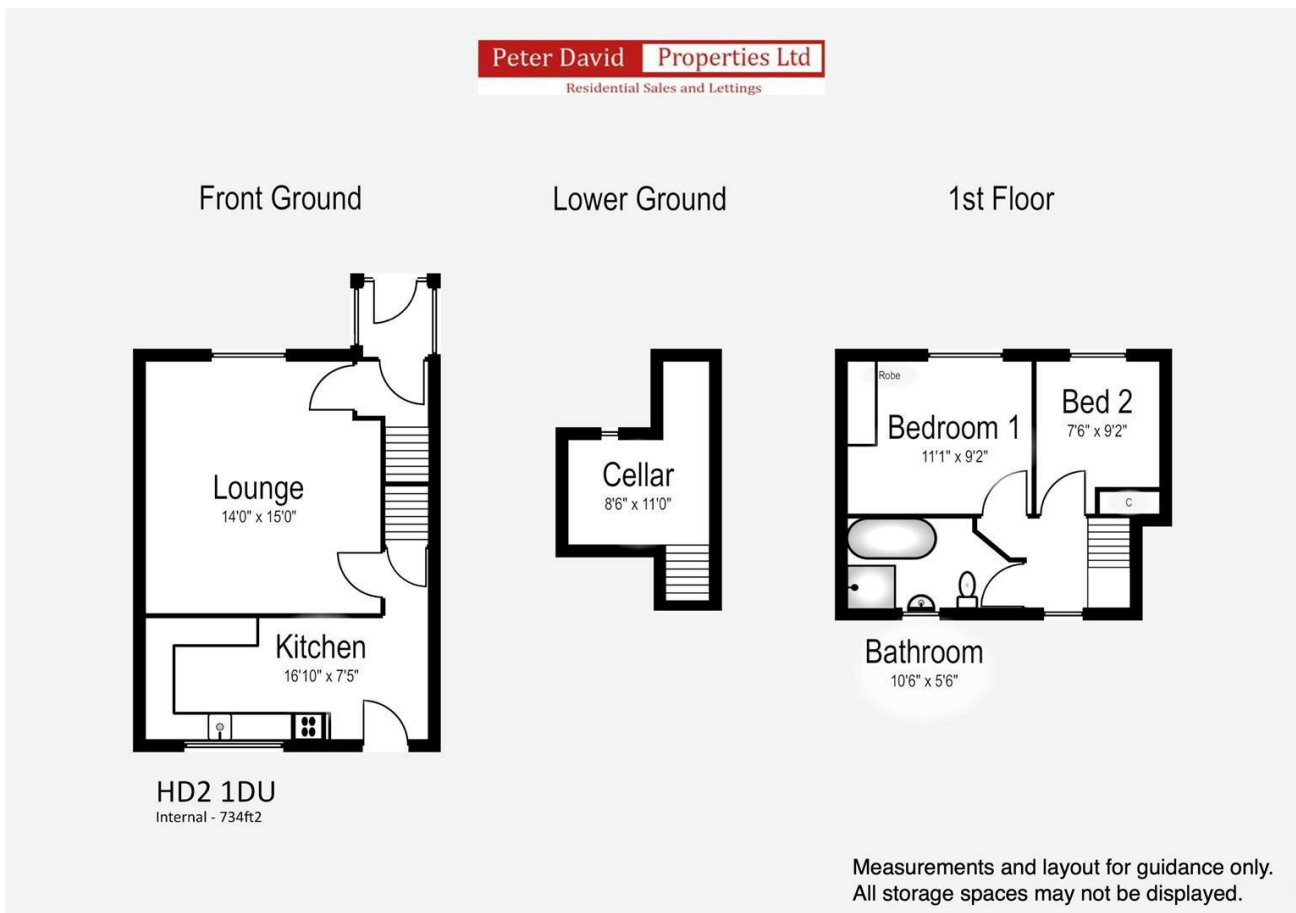 Peter David Properties Ltd
Residential Sales and Lettings
Front Ground
Lower Ground
1st Floor
Lounge
14'0" x 15'0"
Kitchen
16'10" x 7'5"
HD2 1DU
Internal - 734ft2
Cellar
8'6" x 11'0"
Robe
Bedroom 1
11'1" x 9'2"
Bed 2
7'6" x 9'2"
C
Bathroom
10'6" x 5'6"
Measurements and layout for guidance only.
All storage spaces may not be displayed.